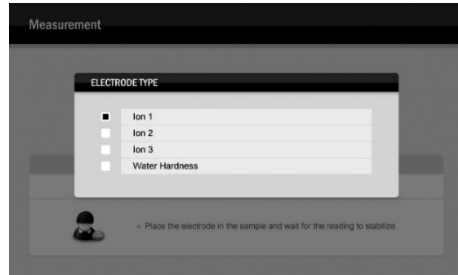 Measurement
ELECTRODE TYPE
Ion 1
Ion 2
Ion 3
Water Hardness
Place the electrode in the sample and wait for the reading to stabilize.